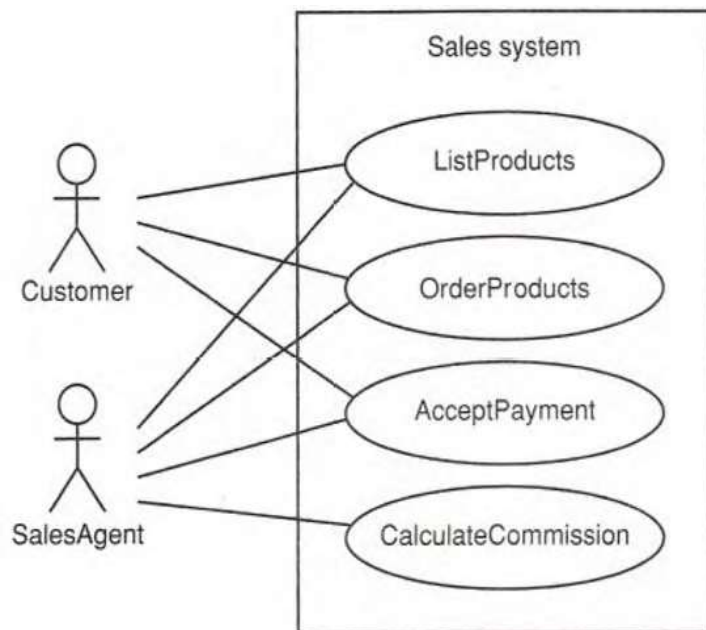 Sales system
ListProducts
Customer
OrderProducts
AcceptPayment
SalesAgent
CalculateCommission